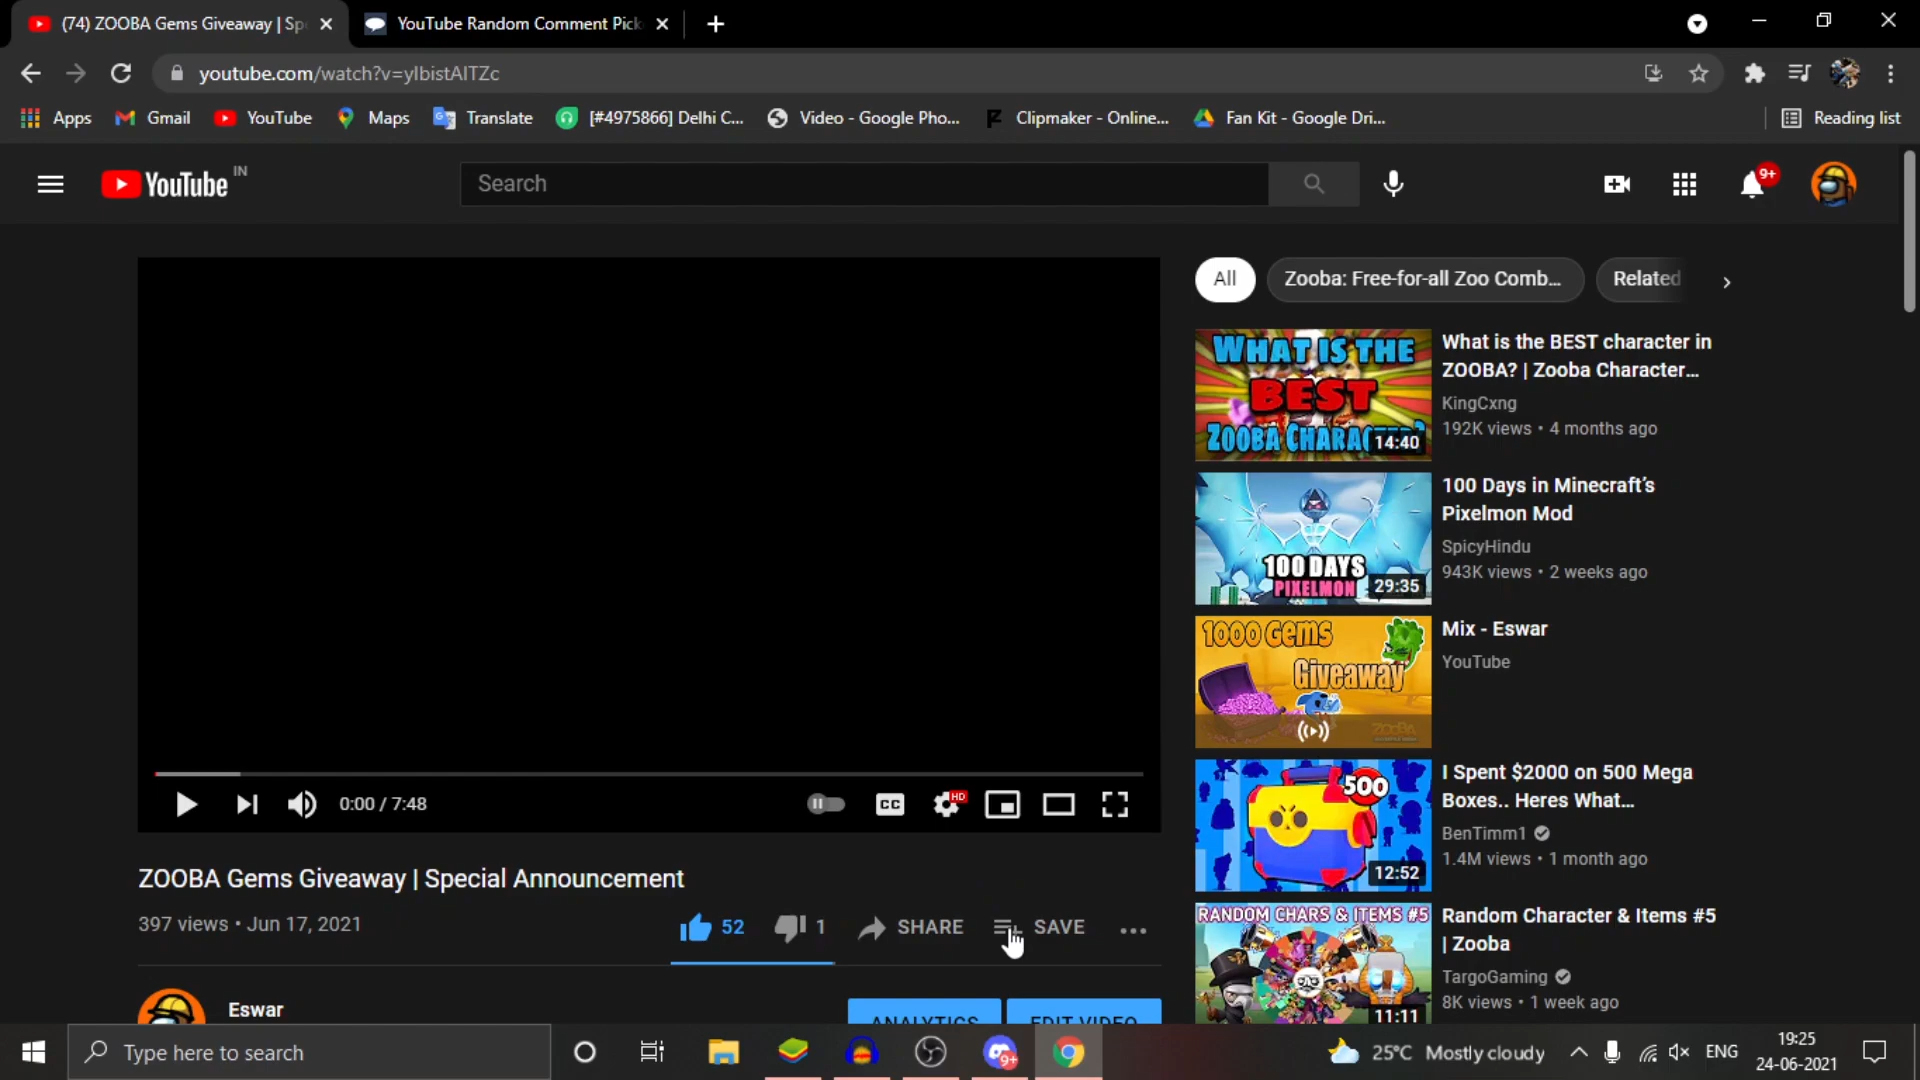 (74) ZOOBA Gems Giveaway | Sp
YouTube Random Comment Pick
youtube.com/watch?v=ylbistAITZc
Apps
Gmail
YouTube
Maps
Translate
[#4975866] Delhi C...
Video - Google Pho...
Clipmaker - Online...
Fan Kit - Google Dri...
Reading list
YouTube IN
Search
9+
All
Zooba: Free-for-all Zoo Comb...
Related
WHAT IS THE
BEST
ZOOBA CHARAC
14:40
What is the BEST character in
ZOOBA? | Zooba Character...
KingCxng
192K views • 4 months ago
100 DAYS
PIXELMON
29:35
100 Days in Minecraft's
Pixelmon Mod
SpicyHindu
943K views • 2 weeks ago
1000 Gems
Giveaway
ZOOBA
Mix - Eswar
YouTube
500
12:52
I Spent $2000 on 500 Mega
Boxes.. Heres What...
BenTimm1
1.4M views • 1 month ago
RANDOM CHARS & ITEMS #5
11:11
Random Character & Items #5
| Zooba
TargoGaming
8K views • 1 week ago
0:00 / 7:48
CC
HD
ZOOBA Gems Giveaway | Special Announcement
397 views • Jun 17, 2021
52
1
SHARE
SAVE
Eswar
ANALYTICS
EDIT VIDEO
Type here to search
9+
25°C Mostly cloudy
ENG
19:25
24-06-2021